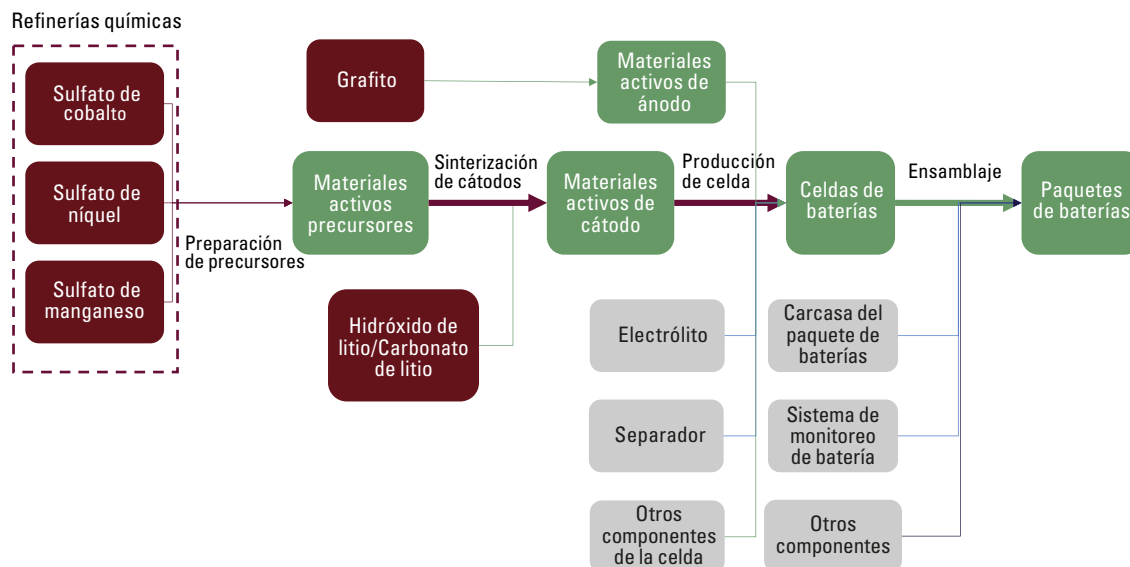 Refinerías químicas
Sulfato de
cobalto
Sulfato de
níquel
Sulfato de
manganeso
Preparación
de precursores
Grafito
Materiales
activos de
ánodo
Materiales
activos
precursores
Sinterización
de cátodos
Hidróxido de
litio/Carbonato
de litio
Materiales
activos de
cátodo
Producción
de celda
Celdas de
baterías
Ensamblaje
Paquetes
de baterías
Electrólito
Separador
Otros
componentes
de la celda
Carcasa del
paquete de
baterías
Sistema de
monitoreo
de batería
Otros
componentes